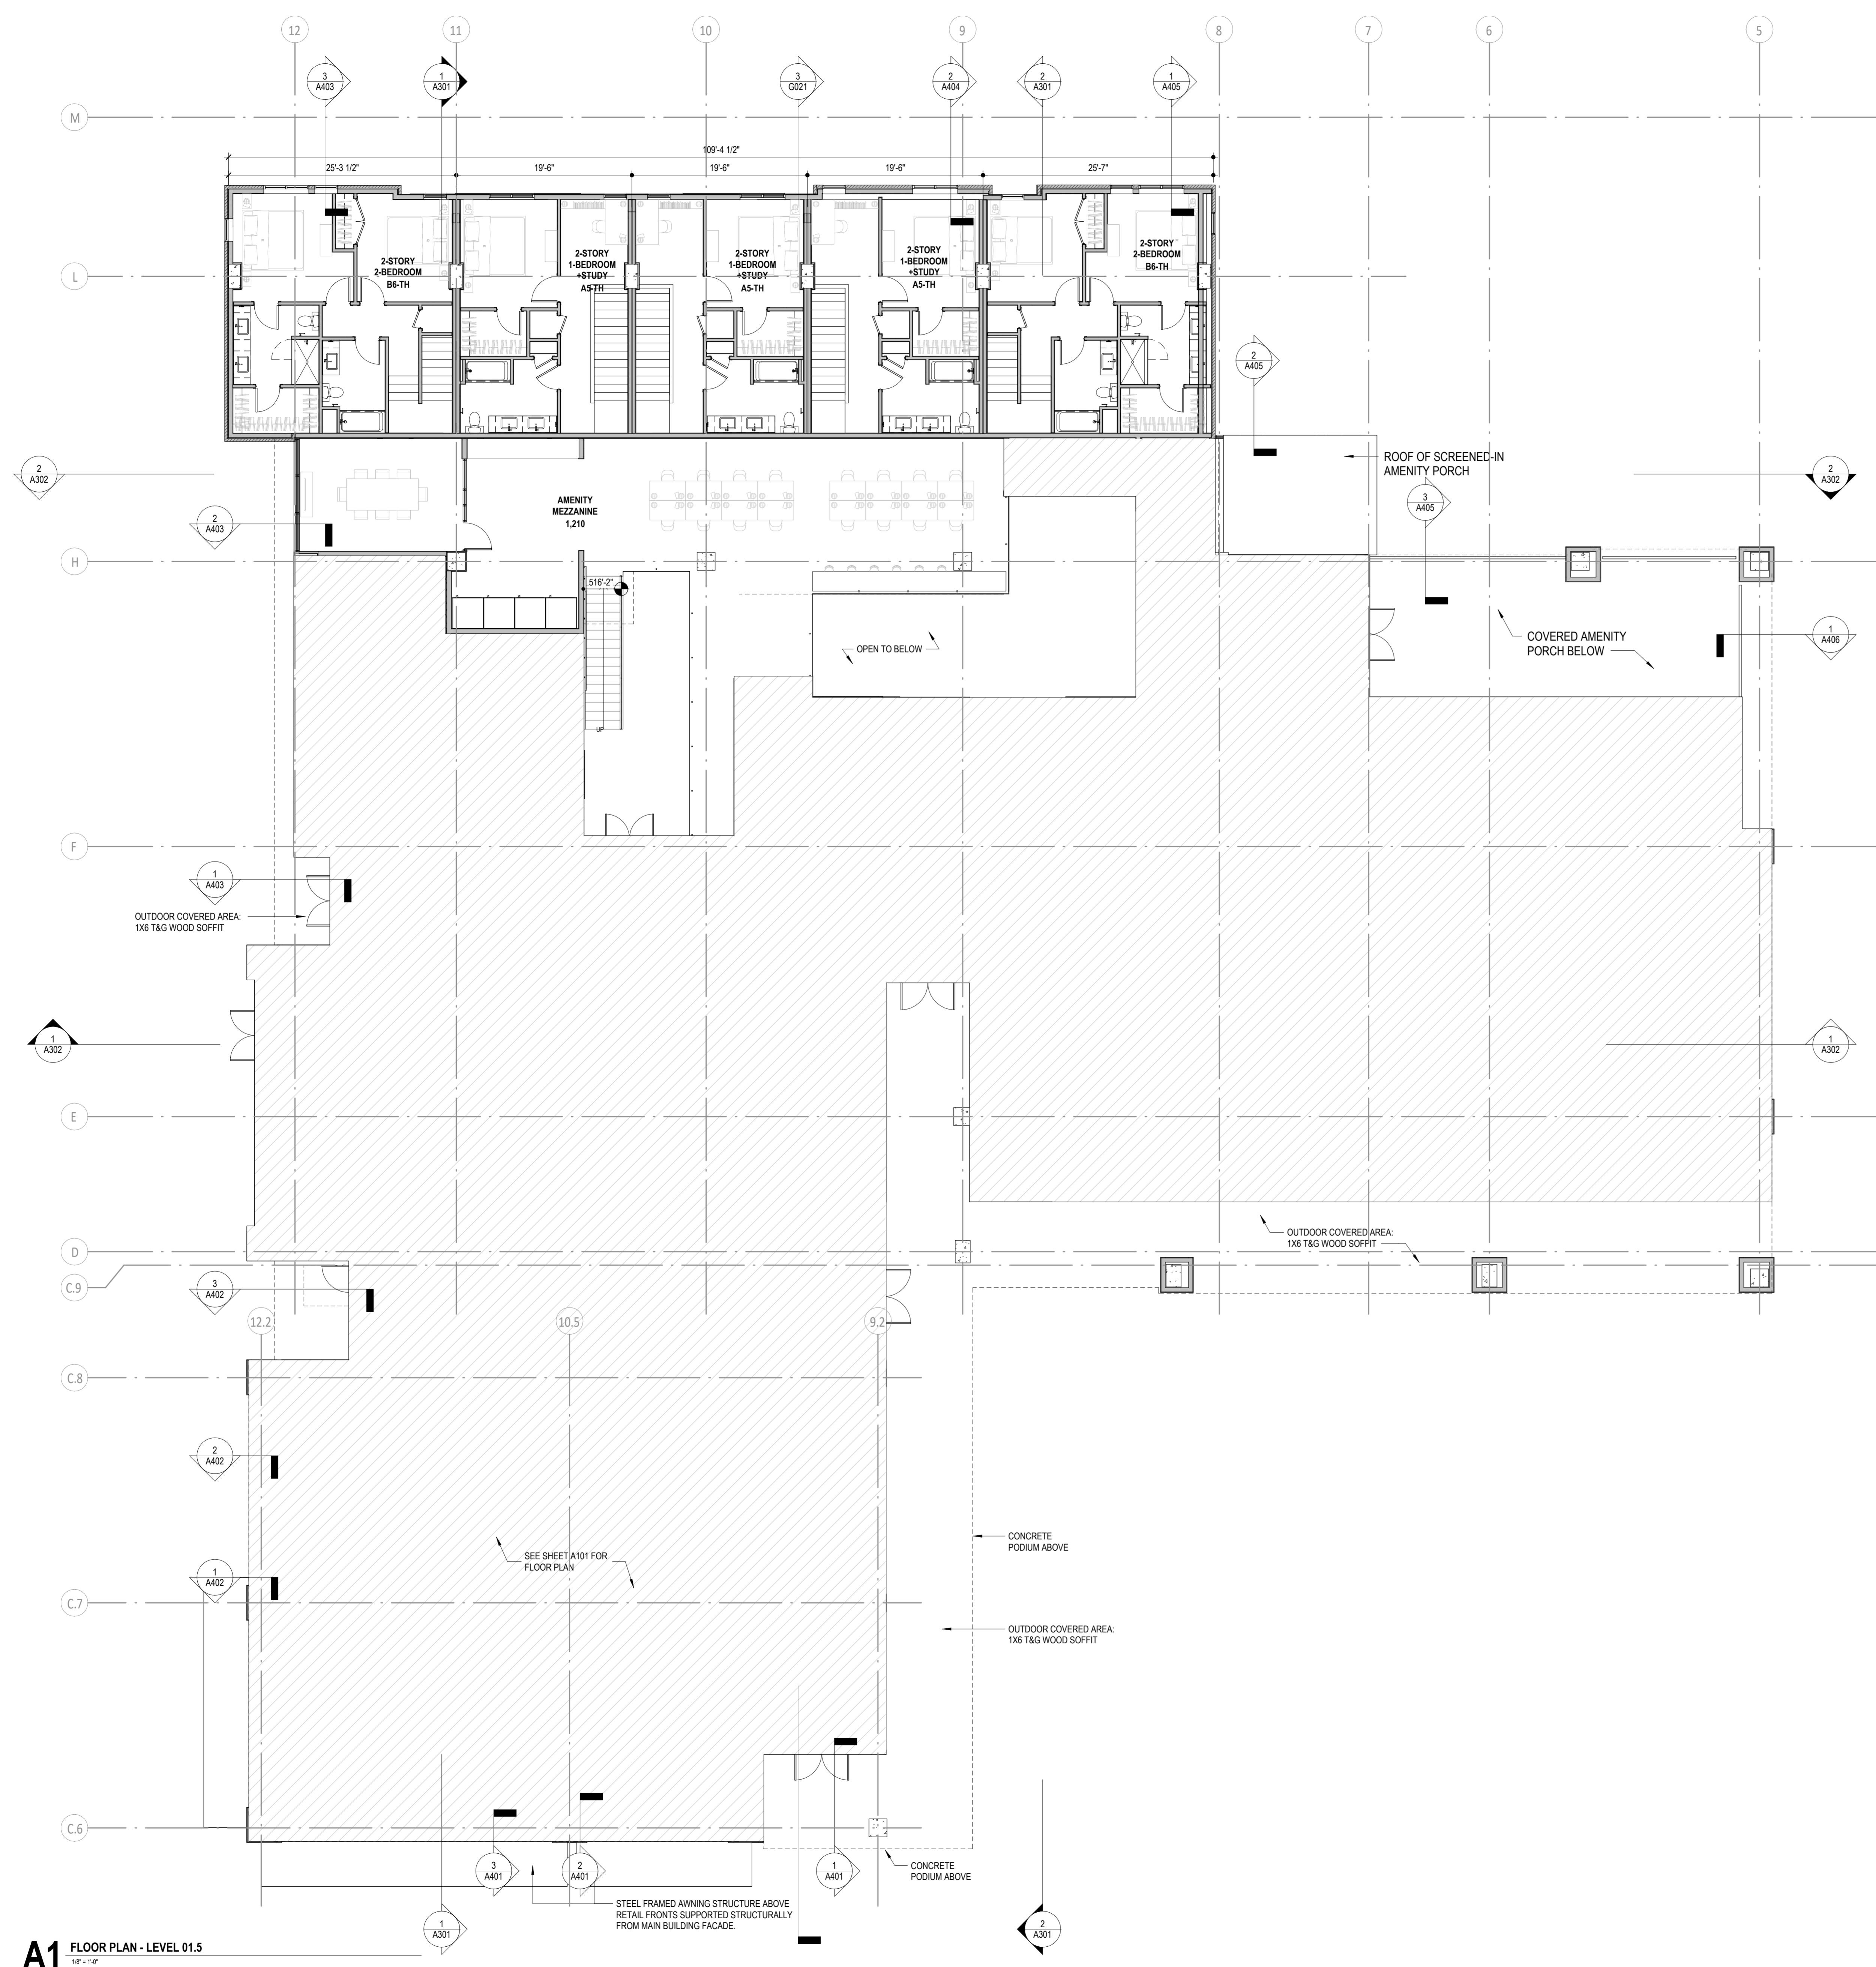 12
11
10
9
8
7
6
5
3
A403
1
A301
3
G021
2
A404
2
A301
1
A405
M
109'-4 1/2"
25'-3 1/2"
19'-6"
19'-6"
19'-6"
25'-7"
2-STORY
2-BEDROOM
B6-TH
2-STORY
1-BEDROOM
+STUDY
A5-TH
2-STORY
1-BEDROOM
+STUDY
A5-TH
2-STORY
1-BEDROOM
+STUDY
A5-TH
2-STORY
2-BEDROOM
B6-TH
L
2
A405
ROOF OF SCREENED-IN
AMENITY PORCH
2
A302
2
A302
3
A405
AMENITY
MEZZANINE
1,210
2
A403
H
516'-2"
OPEN TO BELOW
COVERED AMENITY
PORCH BELOW
1
A406
UP
F
1
A403
OUTDOOR COVERED AREA:
1X6 T&G WOOD SOFFIT
1
A302
1
A302
E
D
OUTDOOR COVERED AREA:
1X6 T&G WOOD SOFFIT
C.9
3
A402
12.2
10.5
9.2
C.8
2
A402
CONCRETE
PODIUM ABOVE
SEE SHEET A101 FOR
FLOOR PLAN
1
A402
C.7
OUTDOOR COVERED AREA:
1X6 T&G WOOD SOFFIT
C.6
3
A401
2
A401
1
A401
CONCRETE
PODIUM ABOVE
STEEL FRAMED AWNING STRUCTURE ABOVE
RETAIL FRONTS SUPPORTED STRUCTURALLY
FROM MAIN BUILDING FACADE.
1
A301
2
A301
A1
FLOOR PLAN - LEVEL 01.5
1/8" = 1'-0"